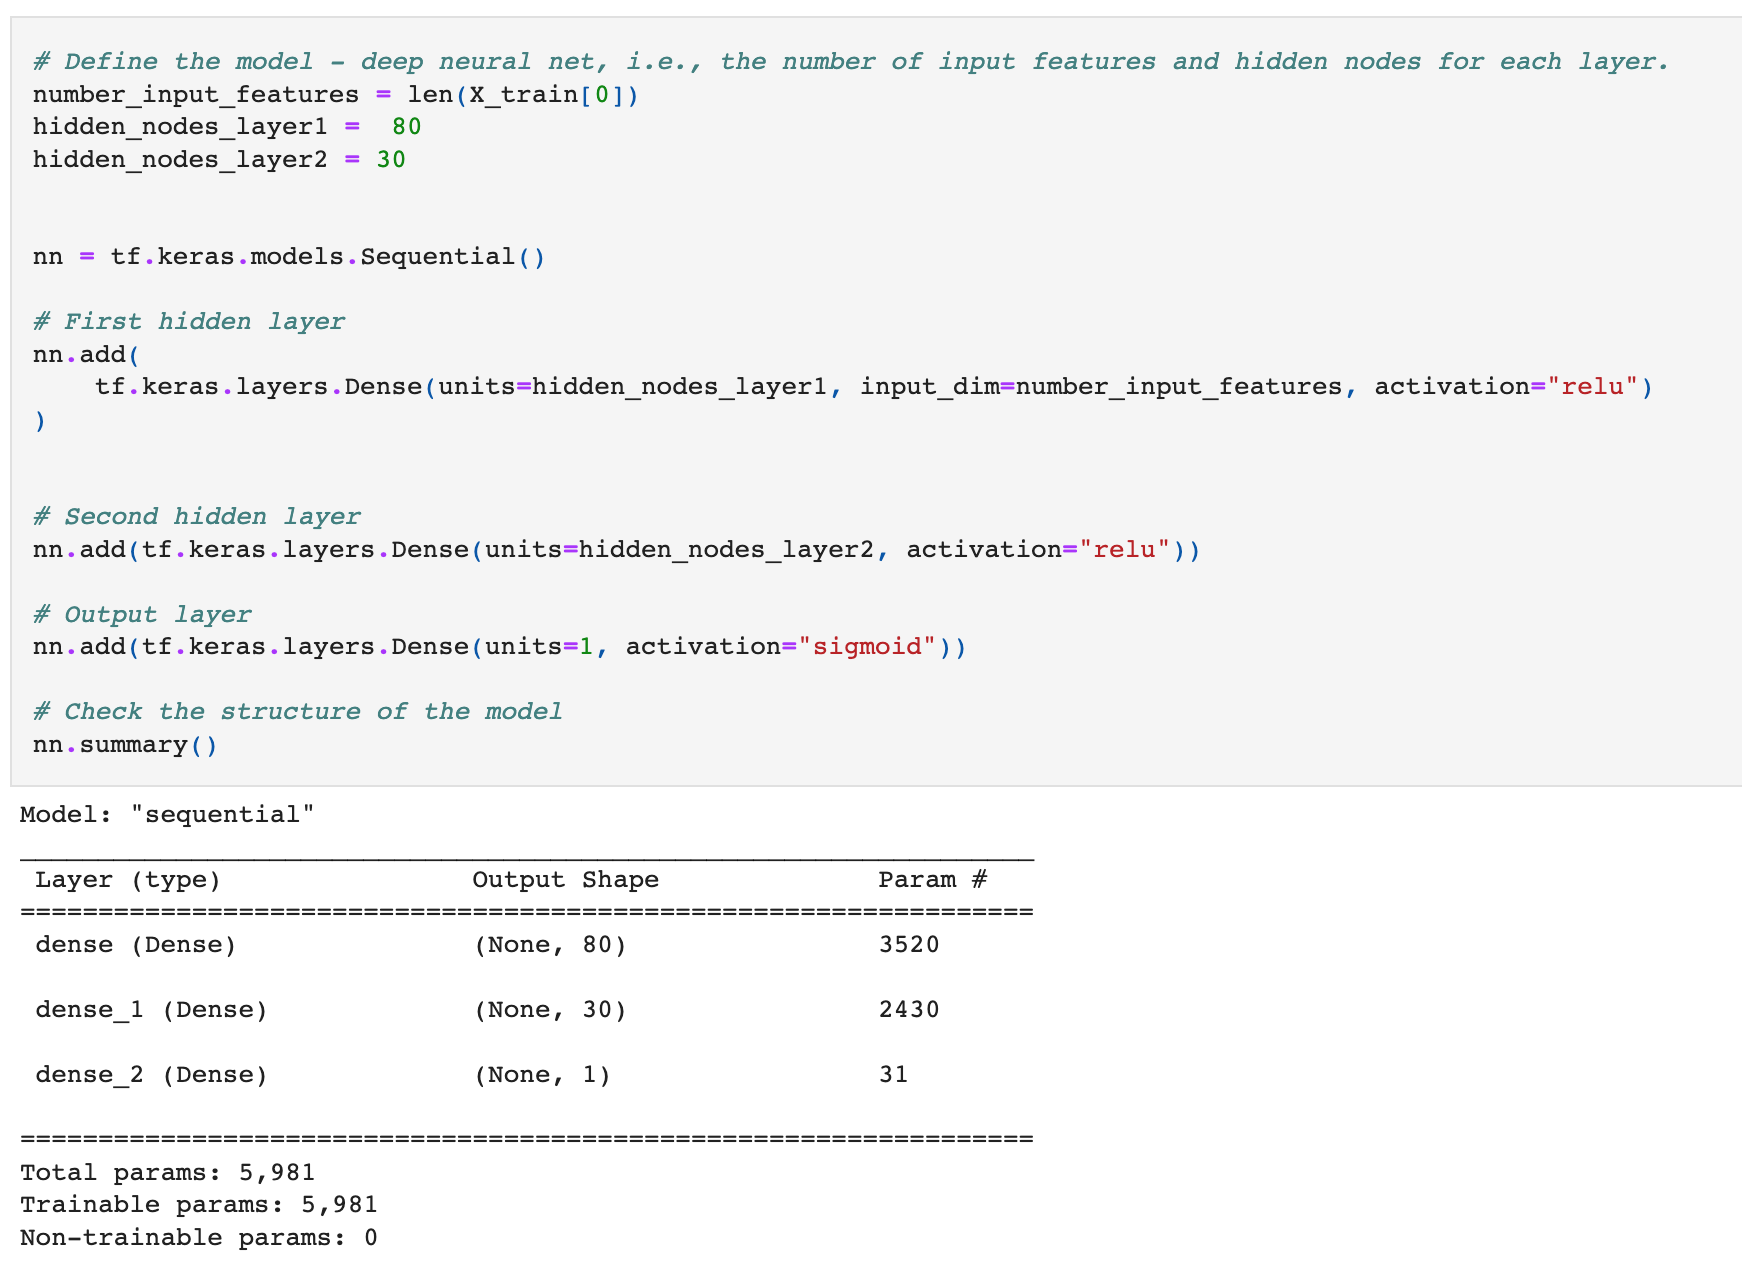 # Define the model - deep neural net, i.e., the number of input features and hidden nodes for each layer.
number_input_features = len(X_train[0])
hidden_nodes_layer1 =  80
hidden_nodes_layer2 = 30
nn = tf.keras.models.Sequential()
# First hidden layer
nn.add(
    tf.keras.layers.Dense(units=hidden_nodes_layer1, input_dim=number_input_features, activation="relu")
)
# Second hidden layer
nn.add(tf.keras.layers.Dense(units=hidden_nodes_layer2, activation="relu"))
# Output layer
nn.add(tf.keras.layers.Dense(units=1, activation="sigmoid"))
# Check the structure of the model
nn.summary()
Model: "sequential"
_________________________________________________________________
 Layer (type)                Output Shape              Param #
=================================================================
 dense (Dense)               (None, 80)                3520
 dense_1 (Dense)             (None, 30)                2430
 dense_2 (Dense)             (None, 1)                 31
=================================================================
Total params: 5,981
Trainable params: 5,981
Non-trainable params: 0